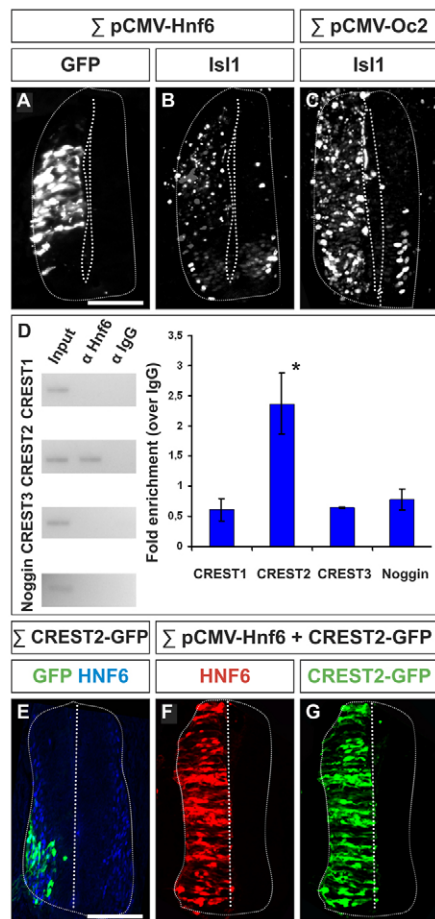 ∑ pCMV-Hnf6
∑ pCMV-Oc2
GFP
Isl1
Isl1
A
B
C
D
Input
α Hnf6
α IgG
CREST1
CREST2
CREST3
Noggin
Fold enrichment (over IgG)
3,5
3
2,5
2
1,5
1
0,5
0
*
CREST1
CREST2
CREST3
Noggin
∑ CREST2-GFP
∑ pCMV-Hnf6 + CREST2-GFP
GFP HNF6
HNF6
CREST2-GFP
E
F
G